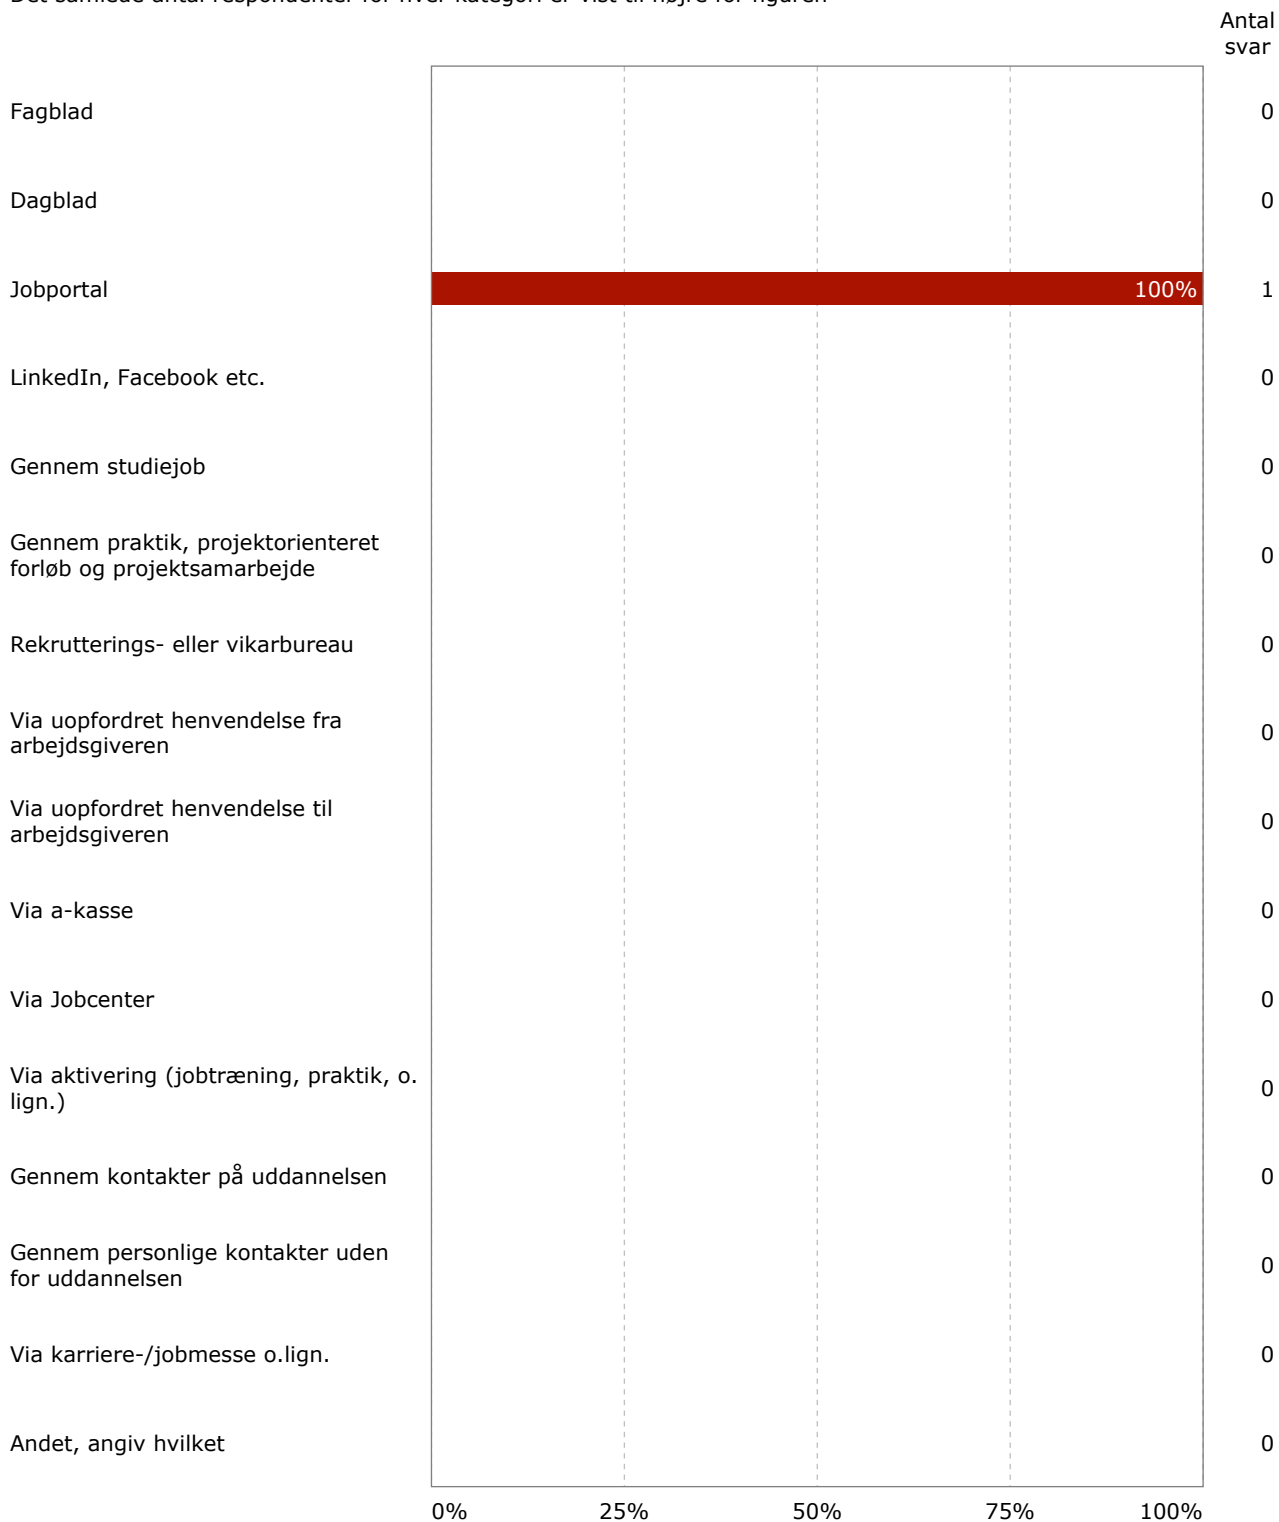 Antal
svar
Fagblad 0
Dagblad 0
Jobportal 100% 1
LinkedIn, Facebook etc. 0
Gennem studiejob 0
Gennem praktik, projektorienteret
forløb og projektsamarbejde 0
Rekrutterings- eller vikarbureau 0
Via uopfordret henvendelse fra
arbejdsgiveren 0
Via uopfordret henvendelse til
arbejdsgiveren 0
Via a-kasse 0
Via Jobcenter 0
Via aktivering (jobtræning, praktik, o.
lign.) 0
Gennem kontakter på uddannelsen 0
Gennem personlige kontakter uden
for uddannelsen 0
Via karriere-/jobmesse o.lign. 0
Andet, angiv hvilket 0
0% 25% 50% 75% 100%